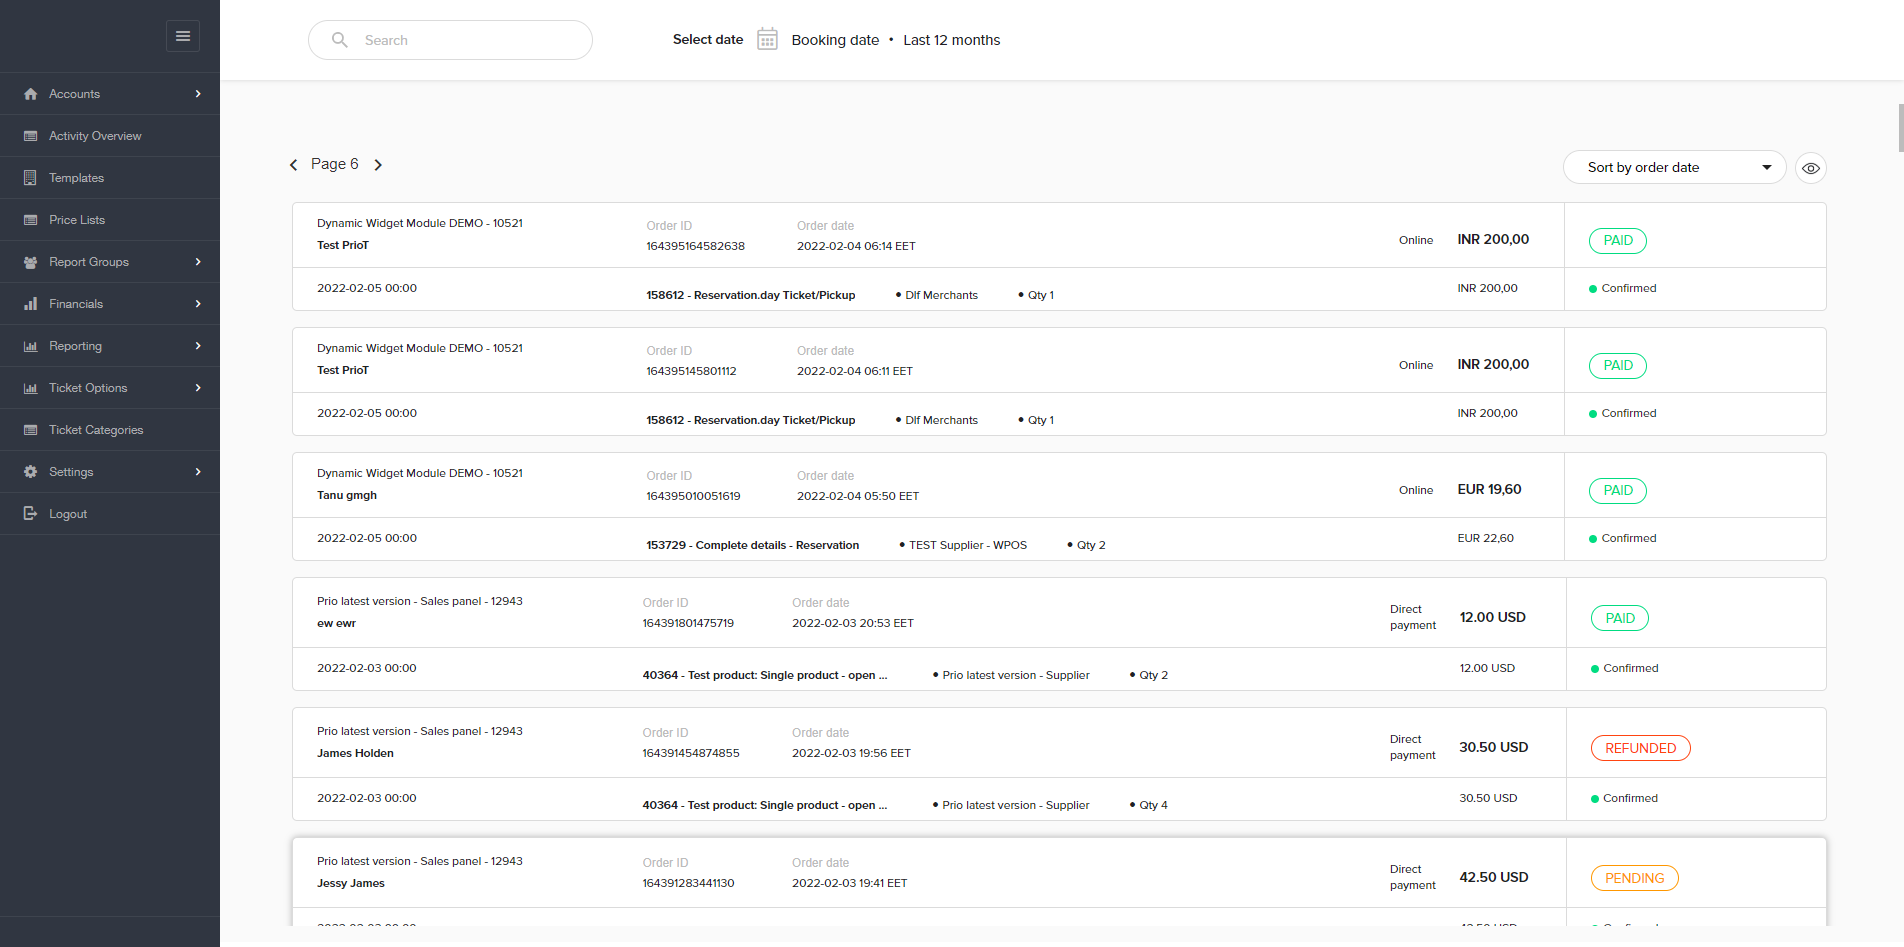 Search
Select date Booking date • Last 12 months
Accounts
Activity Overview
Templates
Price Lists
Report Groups
Financials
Reporting
Ticket Options
Ticket Categories
Settings
Logout
Page 6
Sort by order date
Dynamic Widget Module DEMO - 10521 Order ID Order date
Test PrioT 164395164582638 2022-02-04 06:14 EET Online INR 200,00 PAID
2022-02-05 00:00 158612 - Reservation.day Ticket/Pickup • Dlf Merchants • Qty 1 INR 200,00 Confirmed
Dynamic Widget Module DEMO - 10521 Order ID Order date
Test PrioT 164395145801112 2022-02-04 06:11 EET Online INR 200,00 PAID
2022-02-05 00:00 158612 - Reservation.day Ticket/Pickup • Dlf Merchants • Qty 1 INR 200,00 Confirmed
Dynamic Widget Module DEMO - 10521 Order ID Order date
Tanu gmgh 164395010051619 2022-02-04 05:50 EET Online EUR 19,60 PAID
2022-02-05 00:00 153729 - Complete details - Reservation • TEST Supplier - WPOS • Qty 2 EUR 22,60 Confirmed
Prio latest version - Sales panel - 12943 Order ID Order date
ew ewr 164391801475719 2022-02-03 20:53 EET Direct payment 12.00 USD PAID
2022-02-03 00:00 40364 - Test product: Single product - open ... • Prio latest version - Supplier • Qty 2 12.00 USD Confirmed
Prio latest version - Sales panel - 12943 Order ID Order date
James Holden 164391454874855 2022-02-03 19:56 EET Direct payment 30.50 USD REFUNDED
2022-02-03 00:00 40364 - Test product: Single product - open ... • Prio latest version - Supplier • Qty 4 30.50 USD Confirmed
Prio latest version - Sales panel - 12943 Order ID Order date
Jessy James 164391283441130 2022-02-03 19:41 EET Direct payment 42.50 USD PENDING